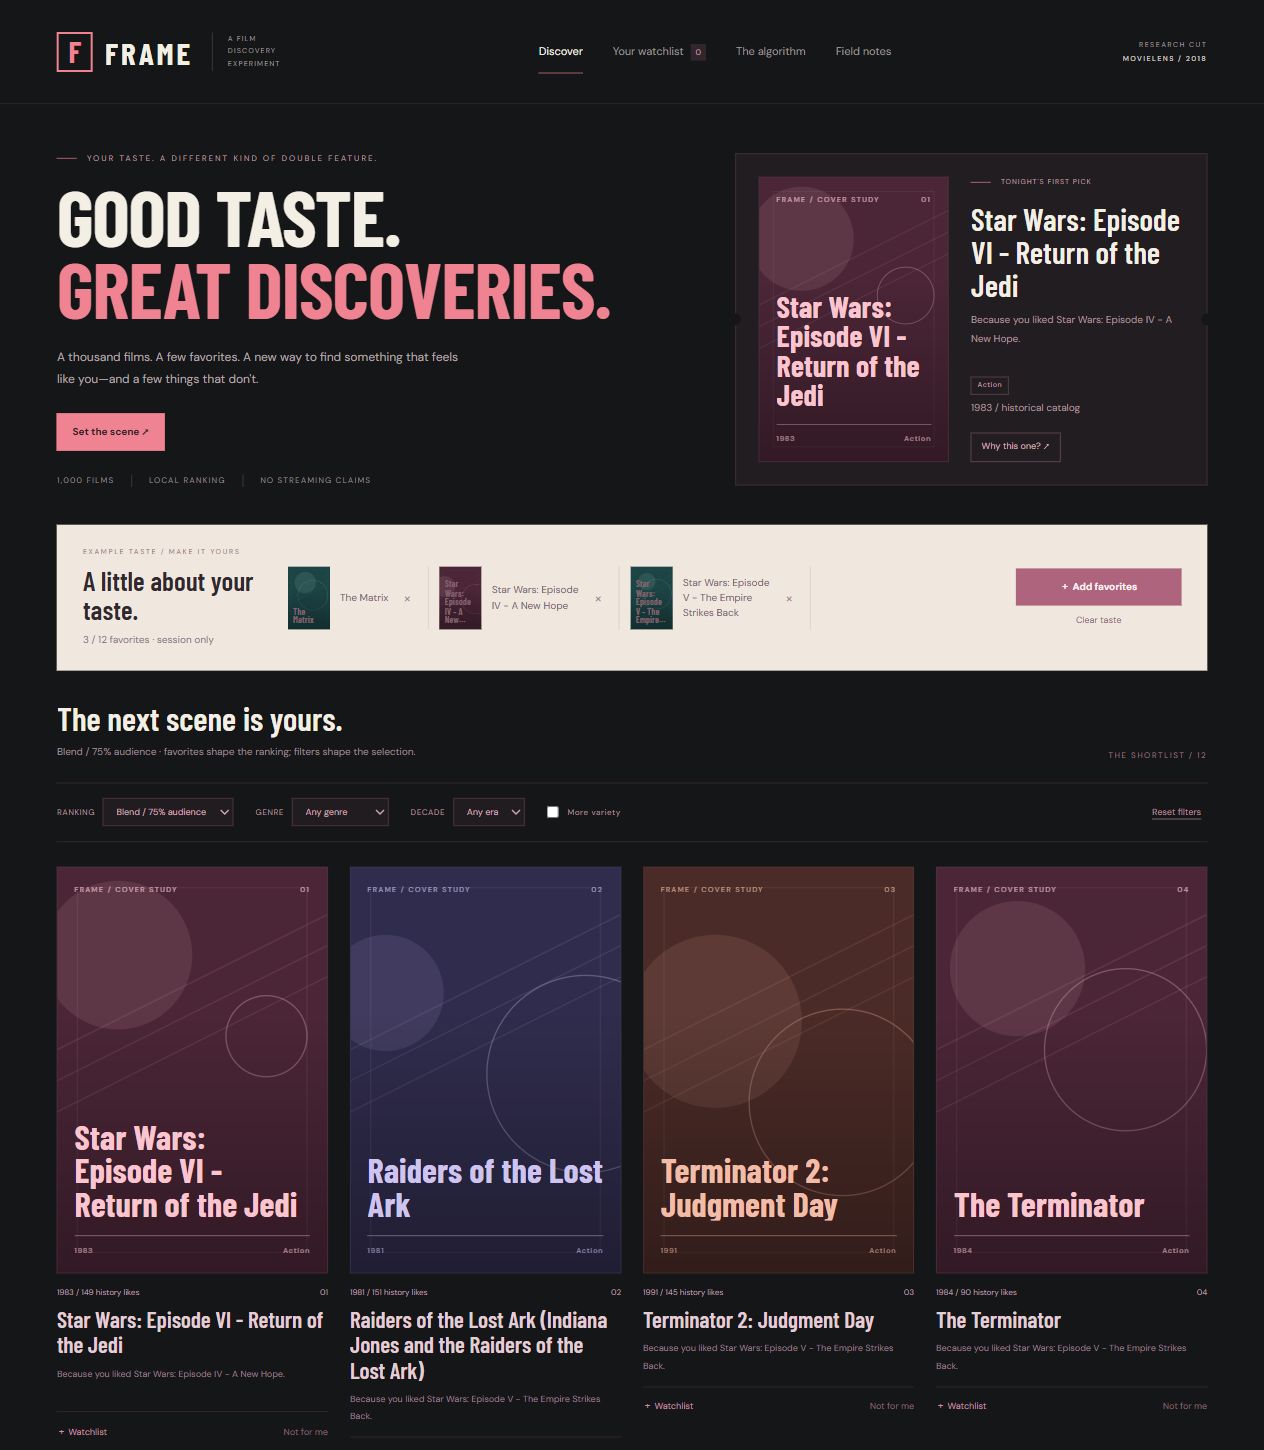 F FRAME
A FILM
DISCOVERY
EXPERIMENT
Discover
Your watchlist 0
The algorithm
Field notes
RESEARCH CUT
MOVIELENS / 2018
YOUR TASTE. A DIFFERENT KIND OF DOUBLE FEATURE.
GOOD TASTE.
GREAT DISCOVERIES.
A thousand films. A few favorites. A new way to find something that feels
like you—and a few things that don't.
Set the scene ↗
1,000 FILMS
LOCAL RANKING
NO STREAMING CLAIMS
FRAME / COVER STUDY 01
Star Wars:
Episode VI -
Return of the
Jedi
1983 Action
TONIGHT'S FIRST PICK
Star Wars: Episode
VI - Return of the
Jedi
Because you liked Star Wars: Episode IV - A
New Hope.
Action
1983 / historical catalog
Why this one? ↗
EXAMPLE TASTE / MAKE IT YOURS
A little about your
taste.
3 / 12 favorites · session only
The
Matrix
The Matrix ×
Star
Wars:
Episode
IV - A
New...
Star Wars: Episode
IV - A New Hope ×
Star
Wars:
Episode
V - The
Empire...
Star Wars: Episode
V - The Empire
Strikes Back ×
+ Add favorites
Clear taste
The next scene is yours.
Blend / 75% audience · favorites shape the ranking; filters shape the selection.
THE SHORTLIST / 12
RANKING Blend / 75% audience
GENRE Any genre
DECADE Any era
More variety
Reset filters
FRAME / COVER STUDY 01
Star Wars:
Episode VI -
Return of the Jedi
1983 Action
1983 / 149 history likes 01
Star Wars: Episode VI - Return of
the Jedi
Because you liked Star Wars: Episode IV - A New Hope.
+ Watchlist Not for me
FRAME / COVER STUDY 02
Raiders of the Lost
Ark
1981 Action
1981 / 151 history likes 02
Raiders of the Lost Ark (Indiana
Jones and the Raiders of the
Lost Ark)
Because you liked Star Wars: Episode V - The Empire Strikes
Back.
FRAME / COVER STUDY 03
Terminator 2:
Judgment Day
1991 Action
1991 / 145 history likes 03
Terminator 2: Judgment Day
Because you liked Star Wars: Episode V - The Empire Strikes
Back.
+ Watchlist Not for me
FRAME / COVER STUDY 04
The Terminator
1984 Action
1984 / 90 history likes 04
The Terminator
Because you liked Star Wars: Episode V - The Empire Strikes
Back.
+ Watchlist Not for me